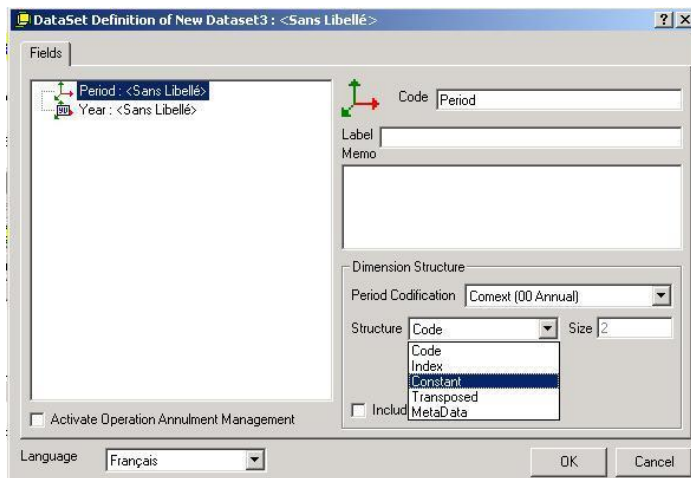 DataSet Definition of New Dataset3 : <Sans Libellé>
Fields
Period : <Sans Libellé>
Year : <Sans Libellé>
Code Period
Label
Memo
Dimension Structure
Period Codification Comext (00 Annual)
Structure Code Size 2
Code
Index
Constant
Transposed
MetaData
Includ
Activate Operation Annulment Management
Language Français
OK Cancel